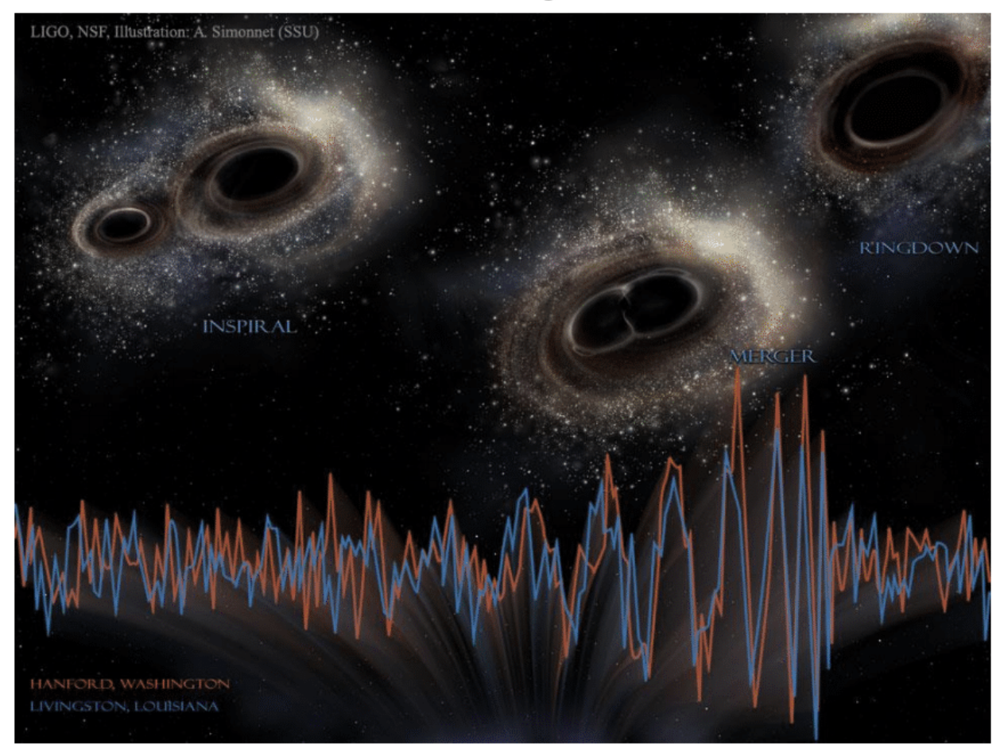 LIGO, NSF, Illustration: A. Simonnet (SSU)
RINGDOWN
INSPIRAL
MERGER
HANFORD, WASHINGTON
LIVINGSTON, LOUISIANA